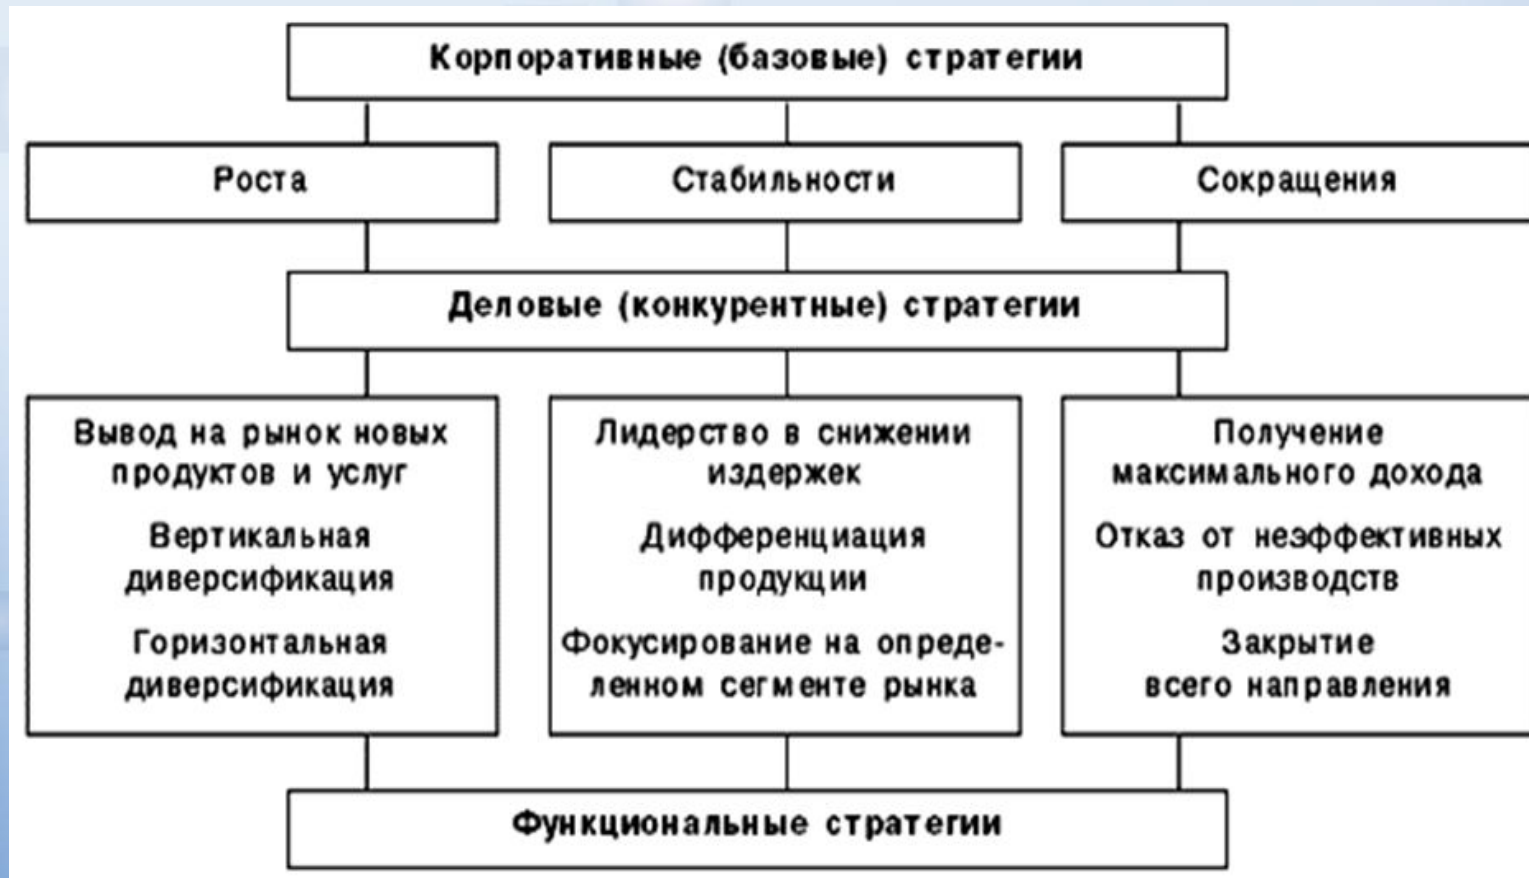 Корпоративные (базовые) стратегии
Роста
Стабильности
Сокращения
Деловые (конкурентные) стратегии
Вывод на рынок новых
продуктов и услуг
Вертикальная
диверсификация
Горизонтальная
диверсификация
Лидерство в снижении
издержек
Дифференциация
продукции
Фокусирование на опреде-
ленном сегменте рынка
Получение
максимального дохода
Отказ от неэффективных
производств
Закрытие
всего направления
Функциональные стратегии